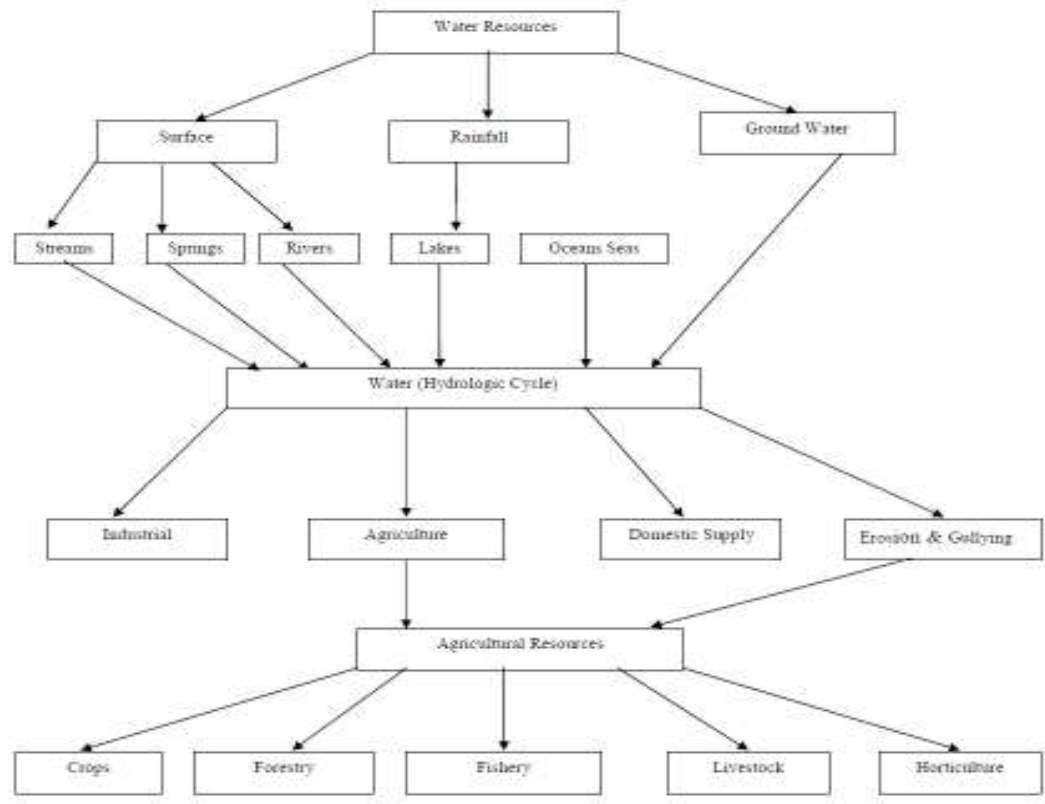 Water Resources
Surface
Rainfall
Ground Water
Streams
Springs
Rivers
Lakes
Oceans Seas
Water (Hydrologic Cycle)
Industrial
Agriculture
Domestic Supply
Erosion & Gullying
Agricultural Resources
Crops
Forestry
Fishery
Livestock
Horticulture